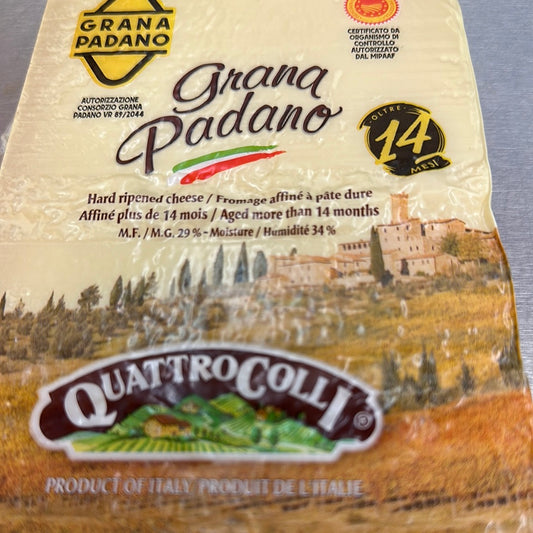 GRANA
PADANO
AUTORIZZAZIONE
CONSORZIO GRANA
PADANO VR 89/2044
CERTIFICATO DA
ORGANISMO DI
CONTROLLO
AUTORIZZATO
DAL MIPAAF
Grana
Padano
OLTRE
14
MESI
Hard ripened cheese / Fromage affiné à pâte dure
Affiné plus de 14 mois / Aged more than 14 months
M.F. / M.G. 29 % - Moisture / Humidité 34 %
QUATTRO COLLI ®
PRODUCT OF ITALY PRODUIT DE L'ITALIE